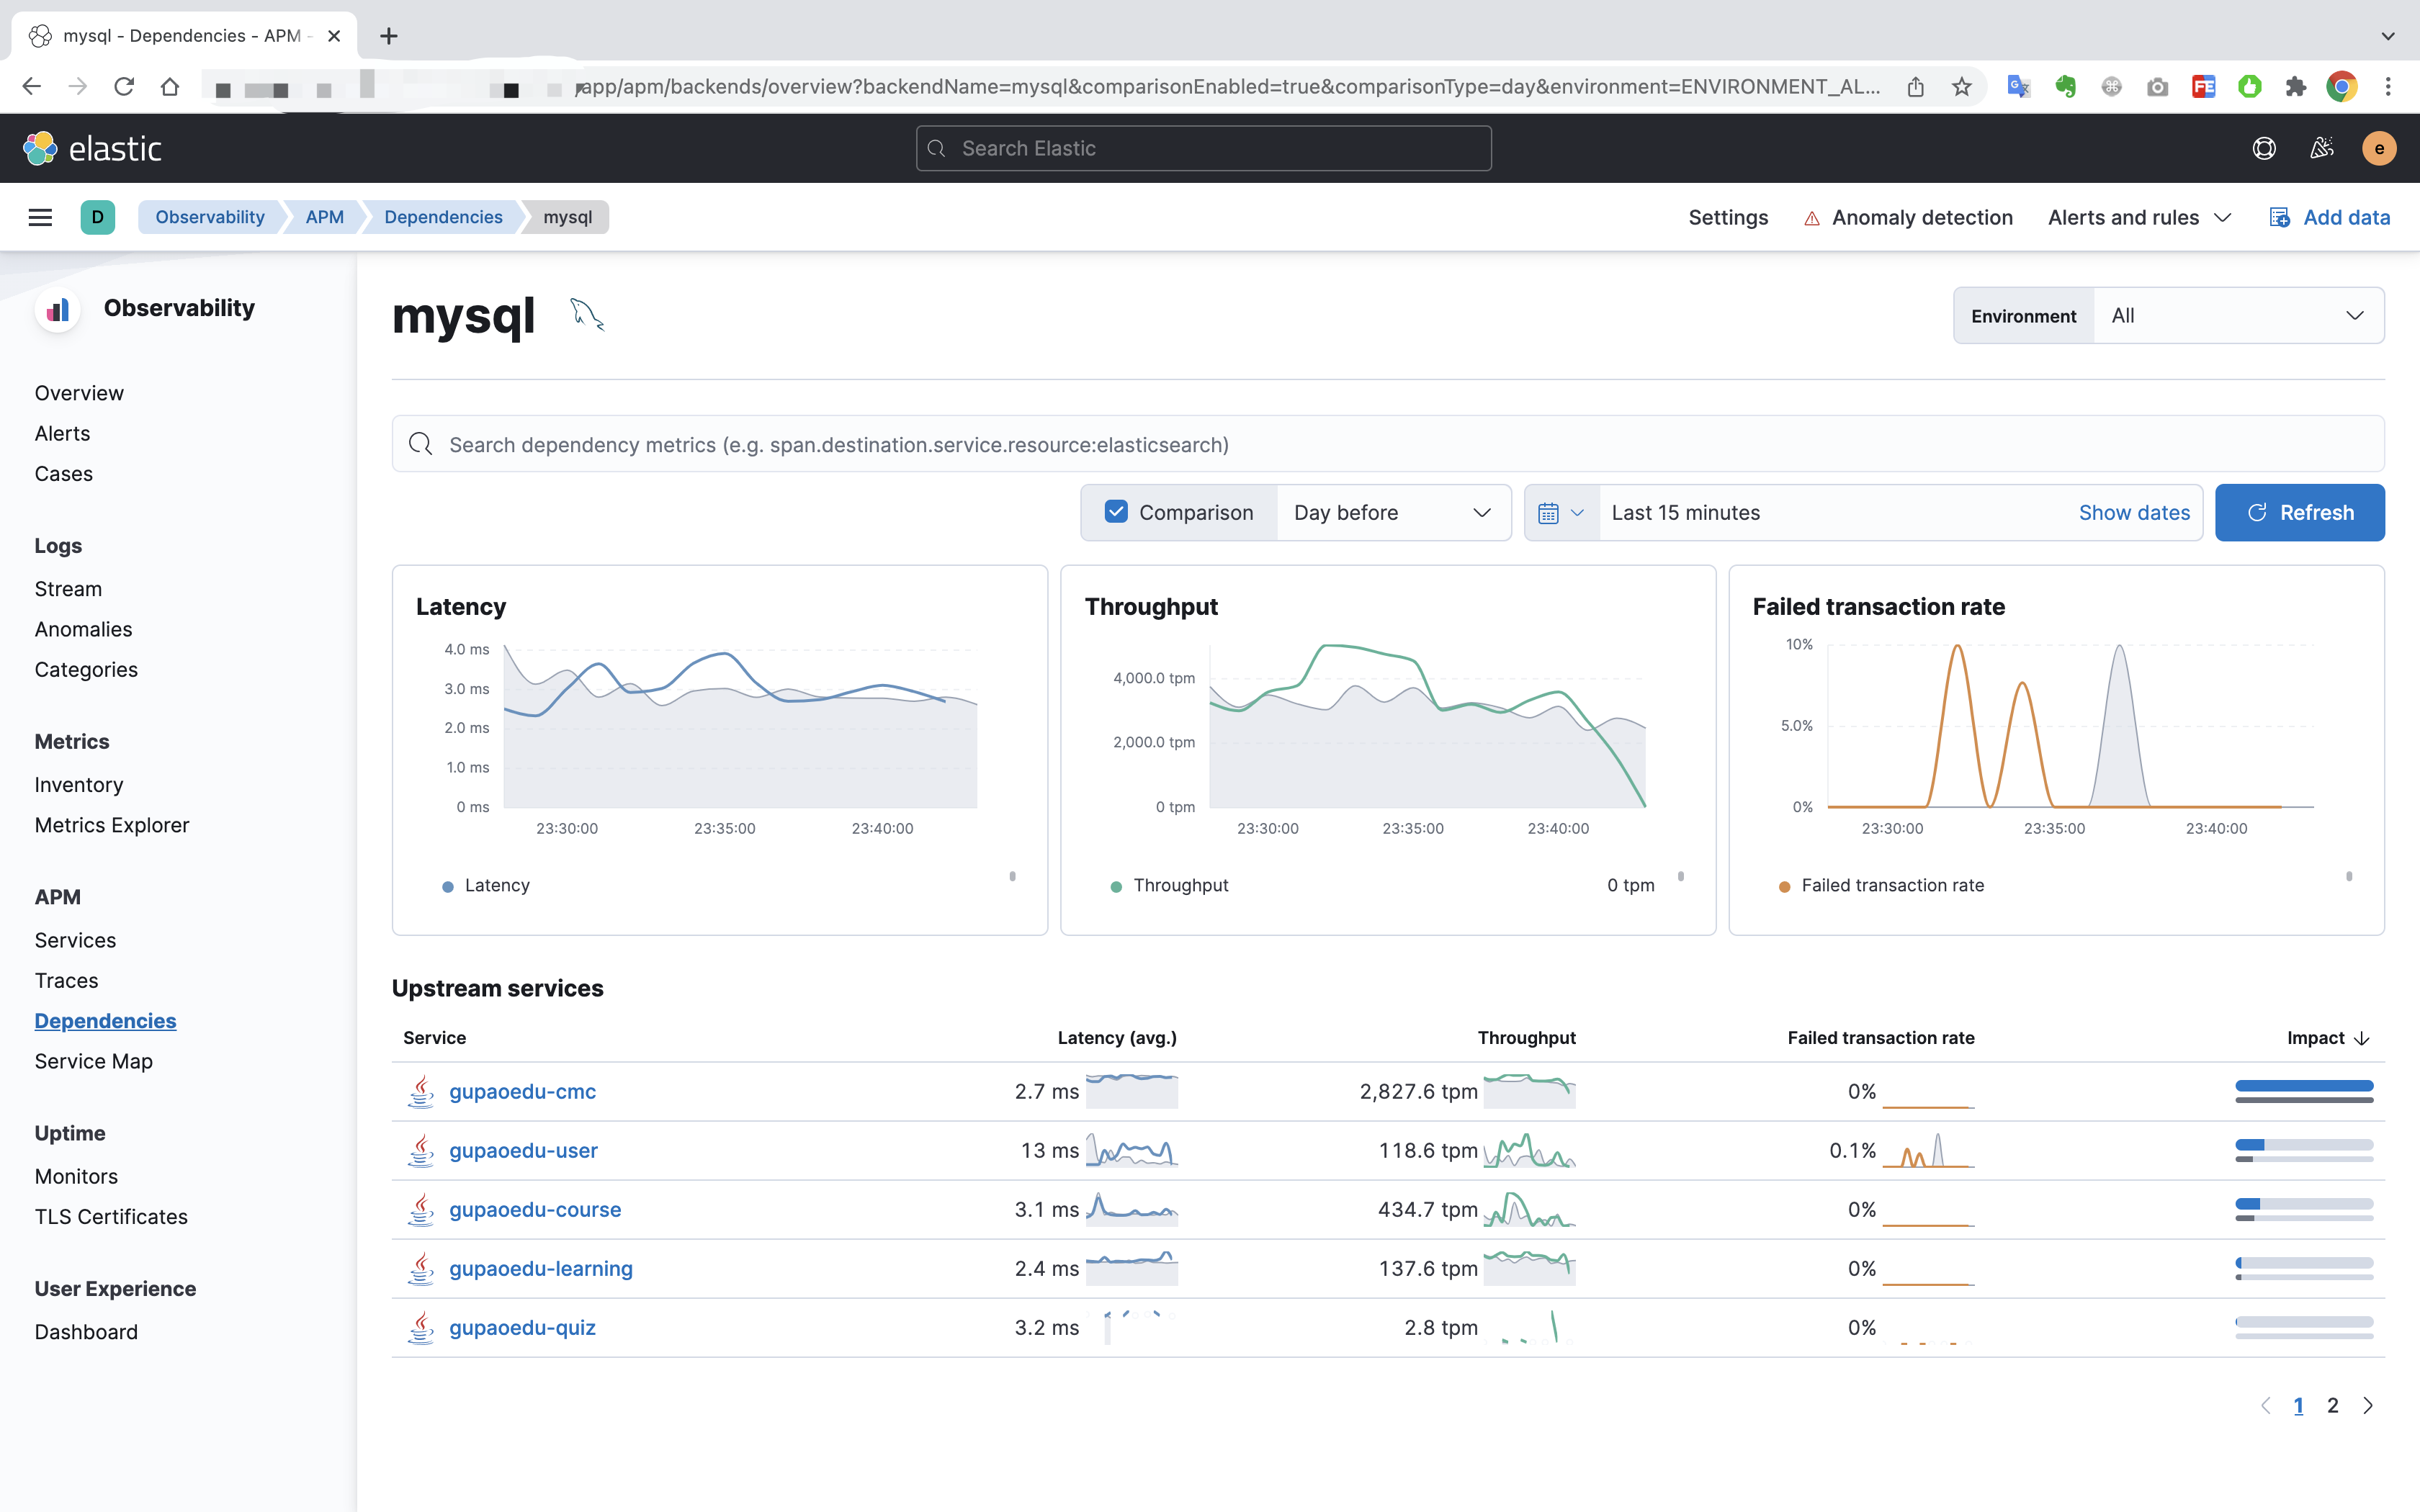 mysql - Dependencies - APM -
/app/apm/backends/overview?backendName=mysql&comparisonEnabled=true&comparisonType=day&environment=ENVIRONMENT_AL...
FE
elastic
Search Elastic
e
D
Observability
APM
Dependencies
mysql
Settings
Anomaly detection
Alerts and rules
Add data
Observability
Overview
Alerts
Cases
Logs
Stream
Anomalies
Categories
Metrics
Inventory
Metrics Explorer
APM
Services
Traces
Dependencies
Service Map
Uptime
Monitors
TLS Certificates
User Experience
Dashboard
mysql
Environment
All
Search dependency metrics (e.g. span.destination.service.resource:elasticsearch)
Comparison
Day before
Last 15 minutes
Show dates
Refresh
Latency
4.0 ms
3.0 ms
2.0 ms
1.0 ms
0 ms
23:30:00 23:35:00 23:40:00
Latency
Throughput
4,000.0 tpm
2,000.0 tpm
0 tpm
23:30:00 23:35:00 23:40:00
Throughput 0 tpm
Failed transaction rate
10%
5.0%
0%
23:30:00 23:35:00 23:40:00
Failed transaction rate
Upstream services
Service Latency (avg.) Throughput Failed transaction rate Impact
gupaoedu-cmc 2.7 ms 2,827.6 tpm 0%
gupaoedu-user 13 ms 118.6 tpm 0.1%
gupaoedu-course 3.1 ms 434.7 tpm 0%
gupaoedu-learning 2.4 ms 137.6 tpm 0%
gupaoedu-quiz 3.2 ms 2.8 tpm 0%
1 2